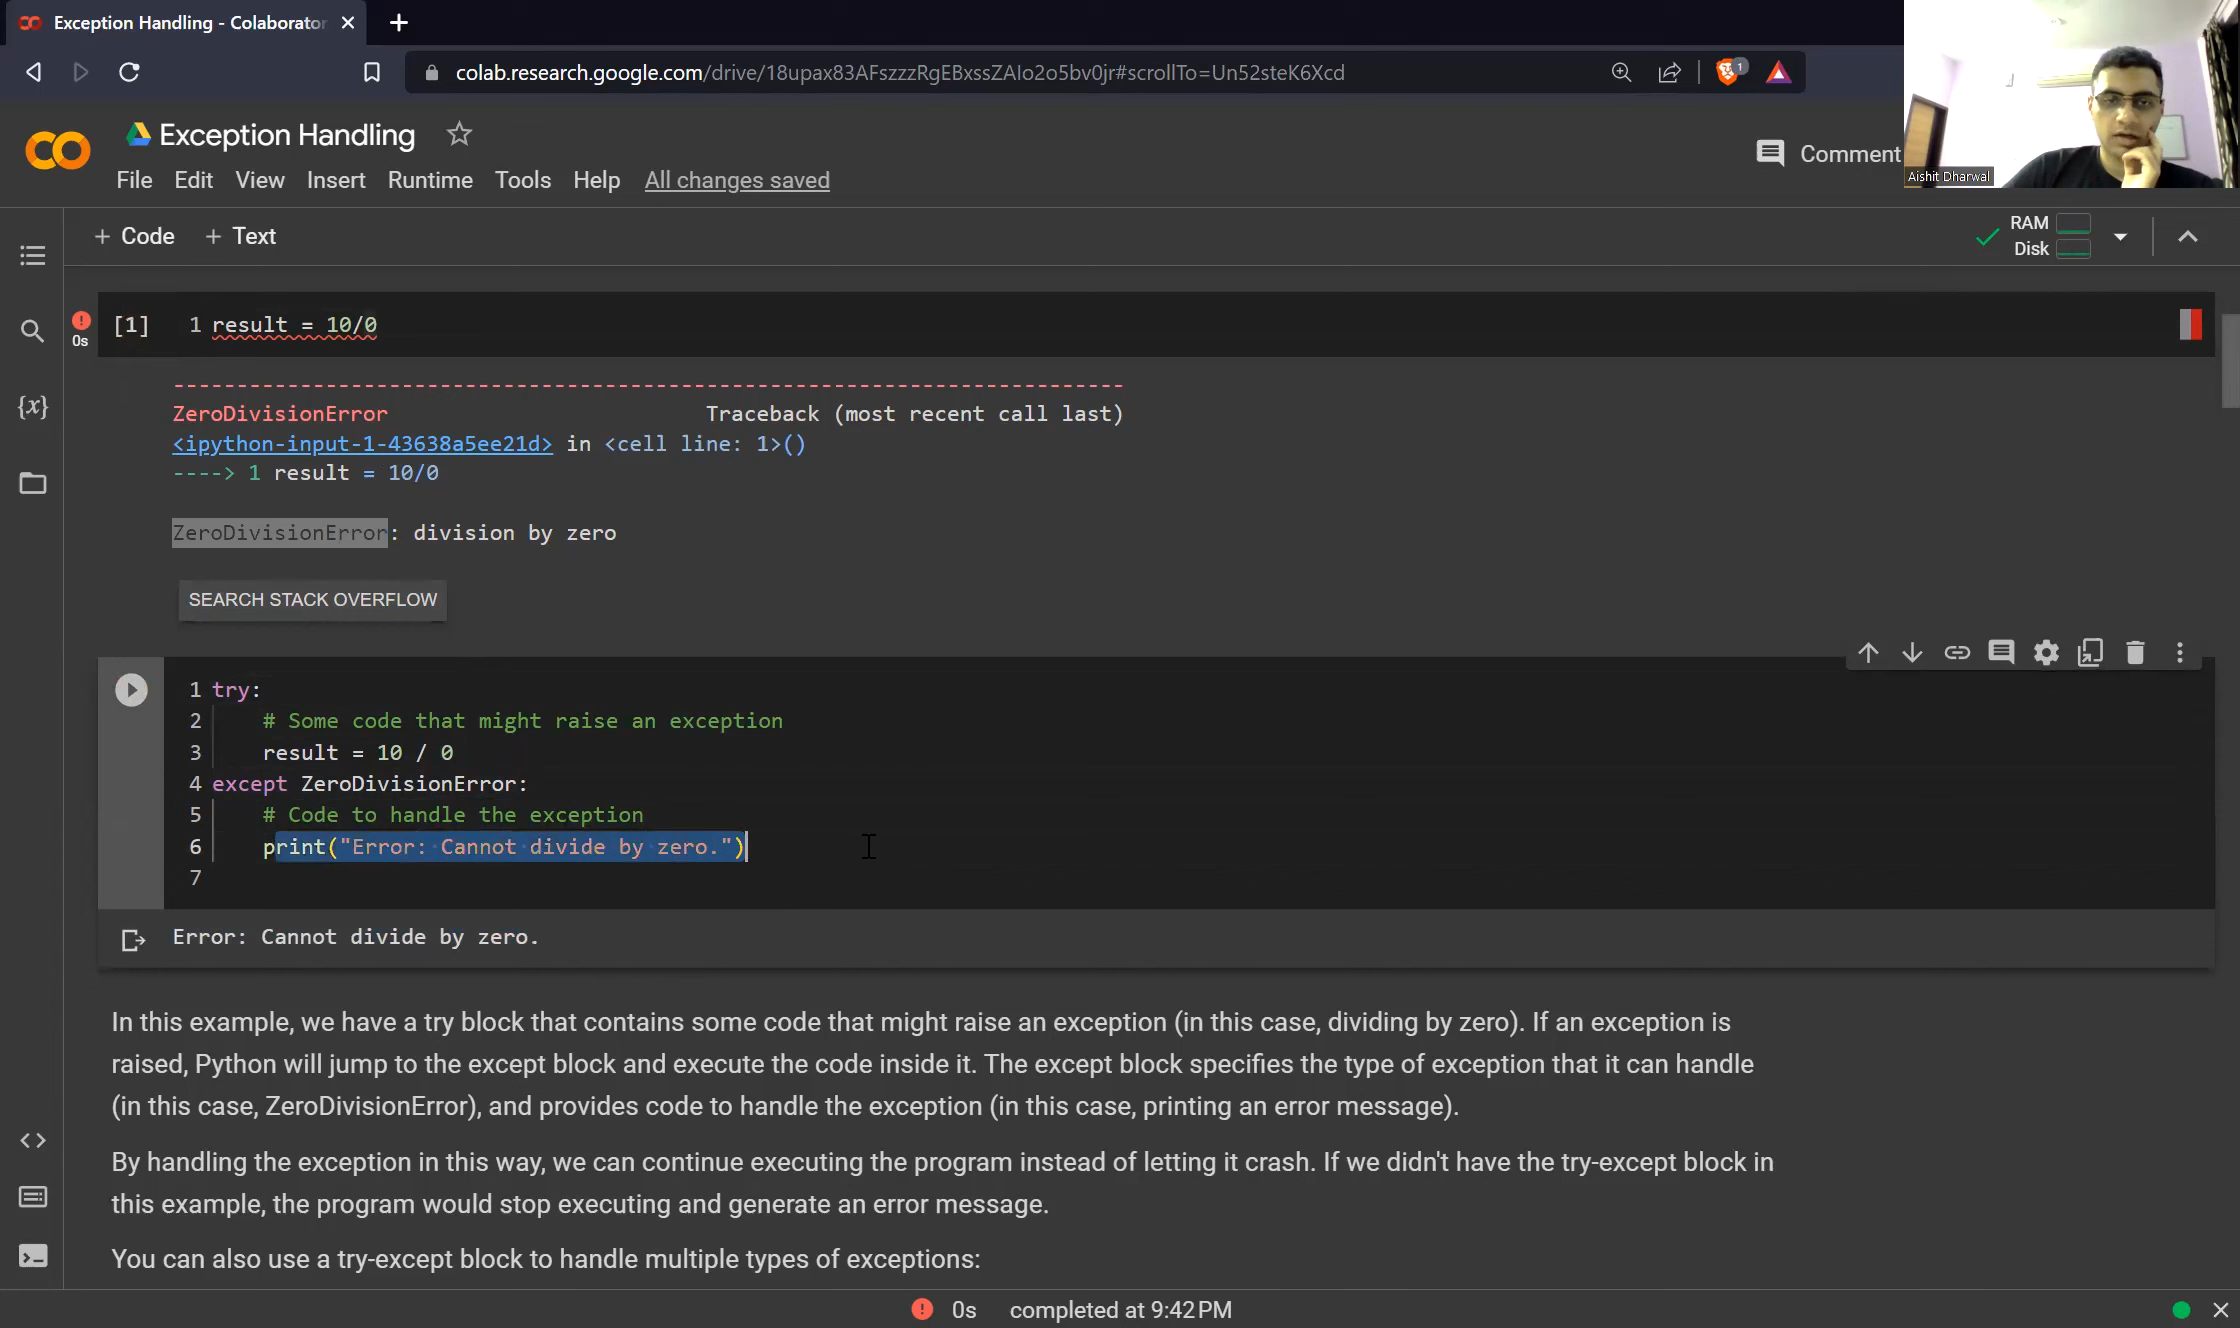 Exception Handling - Colaborator
colab.research.google.com/drive/18upax83AFszzzRgEBxssZAIo2o5bv0jr#scrollTo=Un52steK6Xcd
1
Exception Handling
Comment
Aishit Dharwal
File Edit View Insert Runtime Tools Help All changes saved
+ Code + Text
RAM
Disk
[1] 1 result = 10/0
0s
---------------------------------------------------------------------------
ZeroDivisionError Traceback (most recent call last)
<ipython-input-1-43638a5ee21d> in <cell line: 1>()
----> 1 result = 10/0
ZeroDivisionError: division by zero
SEARCH STACK OVERFLOW
1 try:
2 # Some code that might raise an exception
3 result = 10 / 0
4 except ZeroDivisionError:
5 # Code to handle the exception
6 print("Error: Cannot divide by zero.")
7
Error: Cannot divide by zero.
In this example, we have a try block that contains some code that might raise an exception (in this case, dividing by zero). If an exception is
raised, Python will jump to the except block and execute the code inside it. The except block specifies the type of exception that it can handle
(in this case, ZeroDivisionError), and provides code to handle the exception (in this case, printing an error message).
By handling the exception in this way, we can continue executing the program instead of letting it crash. If we didn't have the try-except block in
this example, the program would stop executing and generate an error message.
You can also use a try-except block to handle multiple types of exceptions:
0s completed at 9:42 PM